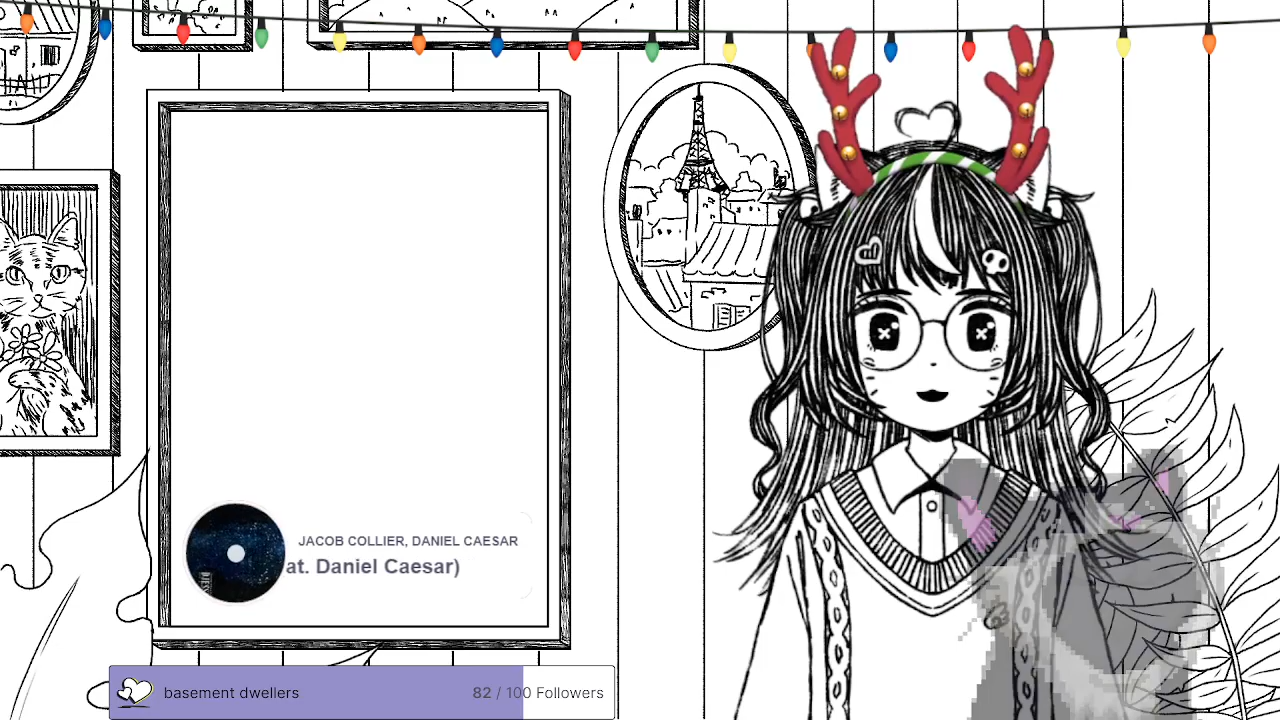 JACOB COLLIER, DANIEL CAESAR
at. Daniel Caesar)
basement dwellers
82 / 100 Followers